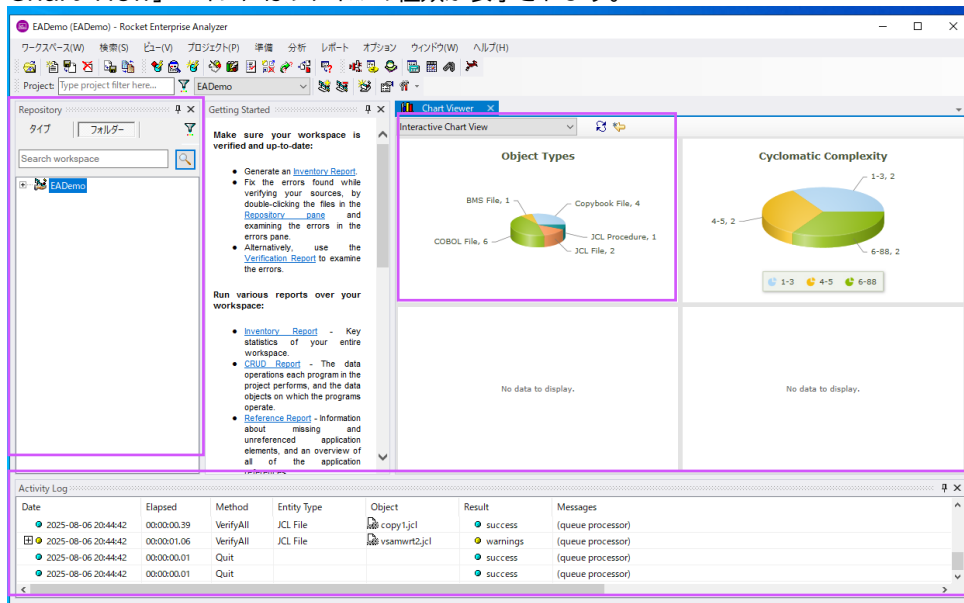 EADemo (EADemo) - Rocket Enterprise Analyzer
ワークスペース(W) 検索(S) ビュー(V) プロジェクト(P) 準備 分析 レポート オプション ウィンドウ(W) ヘルプ(H)
Project: Type project filter here... EADemo
Repository
タイプ フォルダー
Search workspace
EADemo
Getting Started
Make sure your workspace is
verified and up-to-date:
Generate an Inventory Report.
Fix the errors found while
verifying your sources, by
double-clicking the files in the
Repository pane and
examining the errors in the
errors pane.
Alternatively, use the
Verification Report to examine
the errors.
Run various reports over your
workspace:
Inventory Report - Key
statistics of your entire
workspace.
CRUD Report - The data
operations each program in the
project performs, and the data
objects on which the programs
operate.
Reference Report - Information
about missing and
unreferenced application
elements, and an overview of
all of the application
Chart Viewer
Interactive Chart View
Object Types
BMS File, 1
Copybook File, 4
COBOL File, 6
JCL Procedure, 1
JCL File, 2
Cyclomatic Complexity
1-3, 2
4-5, 2
6-88, 2
1-3 4-5 6-88
No data to display.
No data to display.
Activity Log
Date Elapsed Method Entity Type Object Result Messages
2025-08-06 20:44:42 00:00:00.39 VerifyAll JCL File copy1.jcl success (queue processor)
2025-08-06 20:44:42 00:00:01.06 VerifyAll JCL File vsamwrt2.jcl warnings (queue processor)
2025-08-06 20:44:42 00:00:00.01 Quit success (queue processor)
2025-08-06 20:44:42 00:00:00.01 Quit success (queue processor)